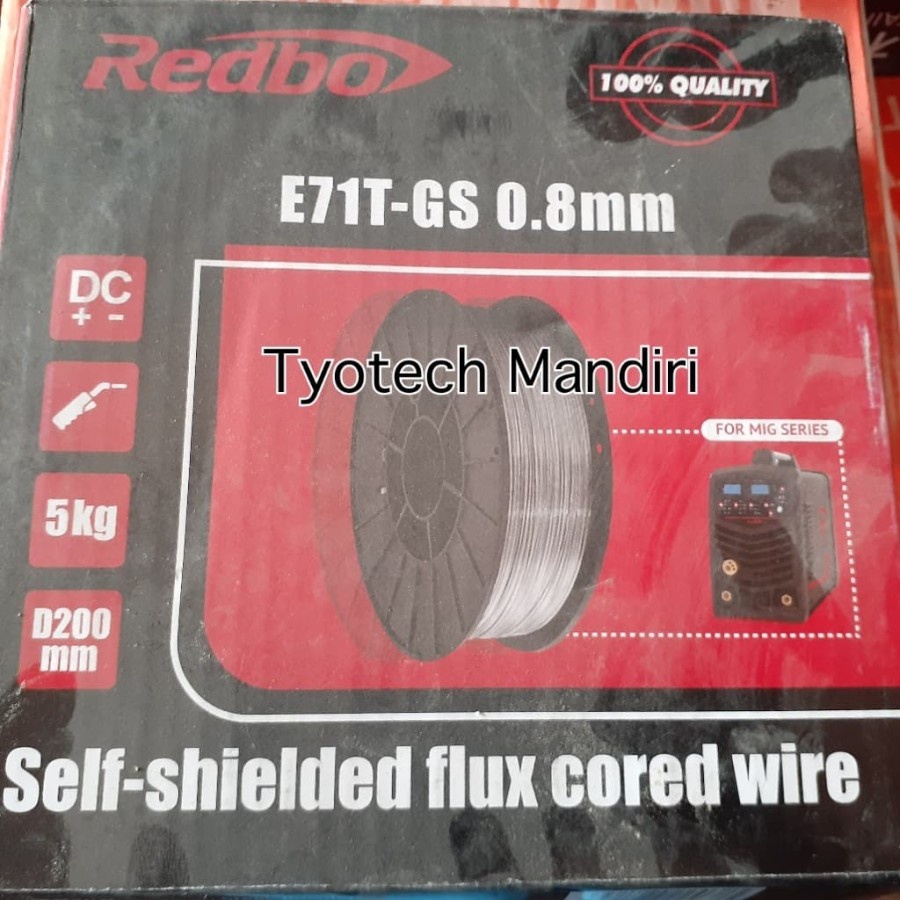 Redbo
100% QUALITY
E71T-GS 0.8mm
DC
+ -
Tyotech Mandiri
FOR MIG SERIES
5kg
D200
mm
Self-shielded flux cored wire